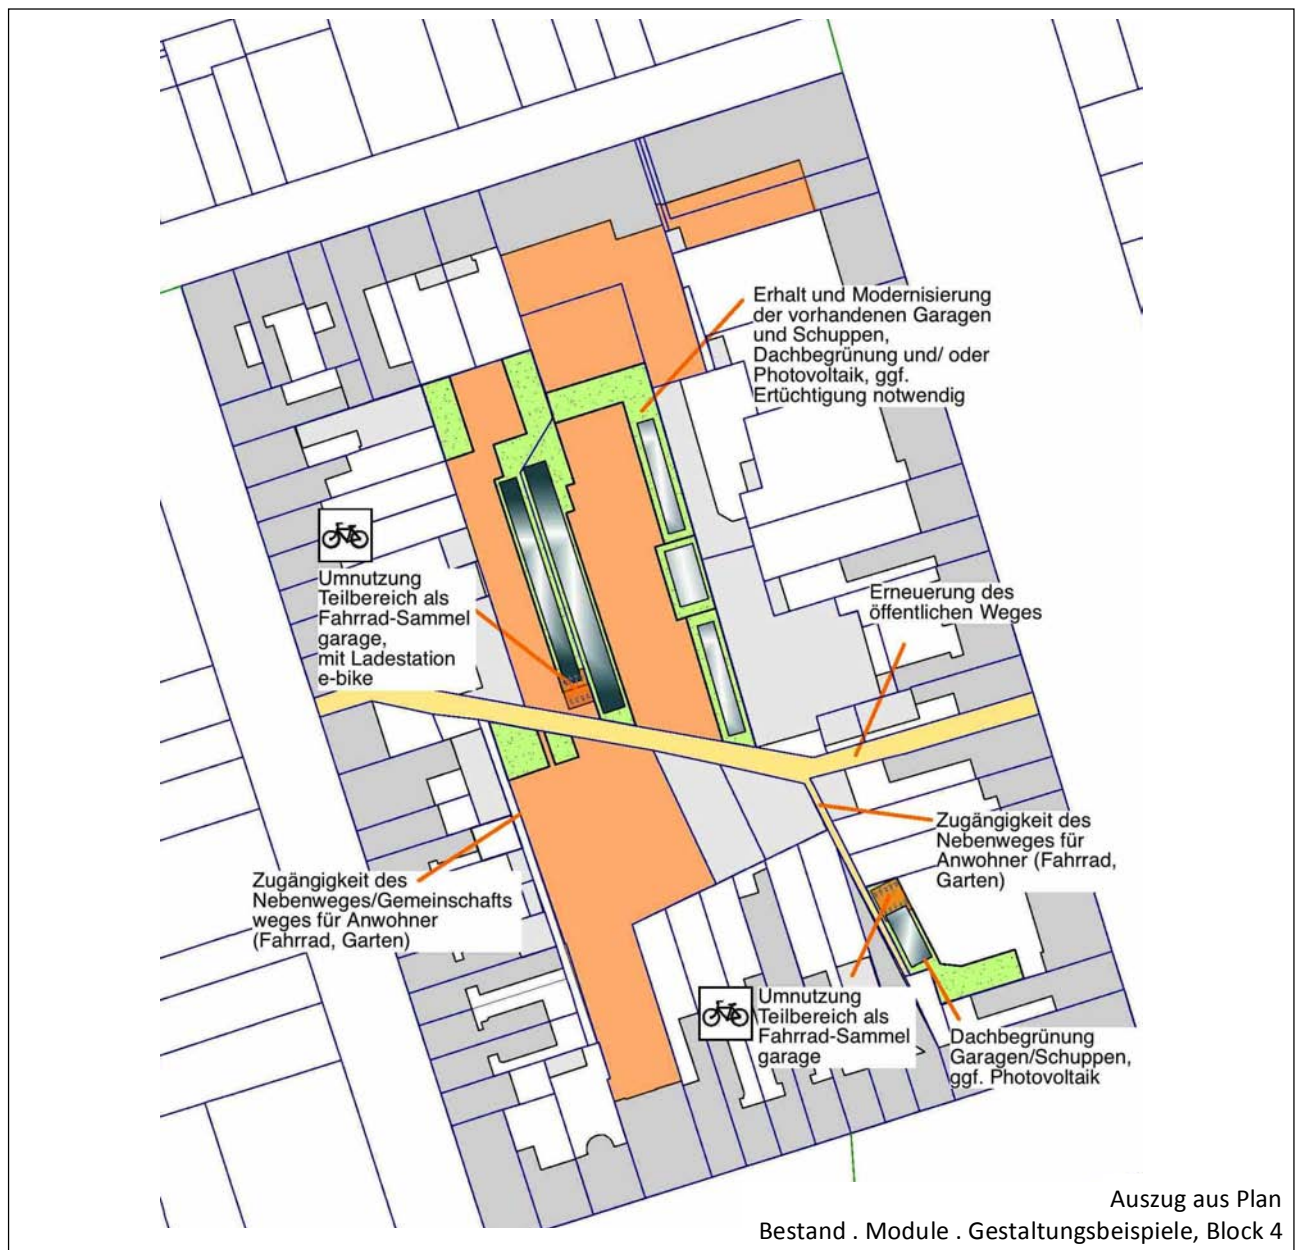 Erhalt und Modernisierung
der vorhandenen Garagen
und Schuppen,
Dachbegrünung und/ oder
Photovoltaik, ggf.
Ertüchtigung notwendig
Umnutzung
Teilbereich als
Fahrrad-Sammel
garage,
mit Ladestation
e-bike
Erneuerung des
öffentlichen Weges
Zugängigkeit des
Nebenweges für
Anwohner (Fahrrad,
Garten)
Zugängigkeit des
Nebenweges/Gemeinschafts
weges für Anwohner
(Fahrrad, Garten)
Umnutzung
Teilbereich als
Fahrrad-Sammel
garage
Dachbegrünung
Garagen/Schuppen,
ggf. Photovoltaik
Auszug aus Plan
Bestand . Module . Gestaltungsbeispiele, Block 4